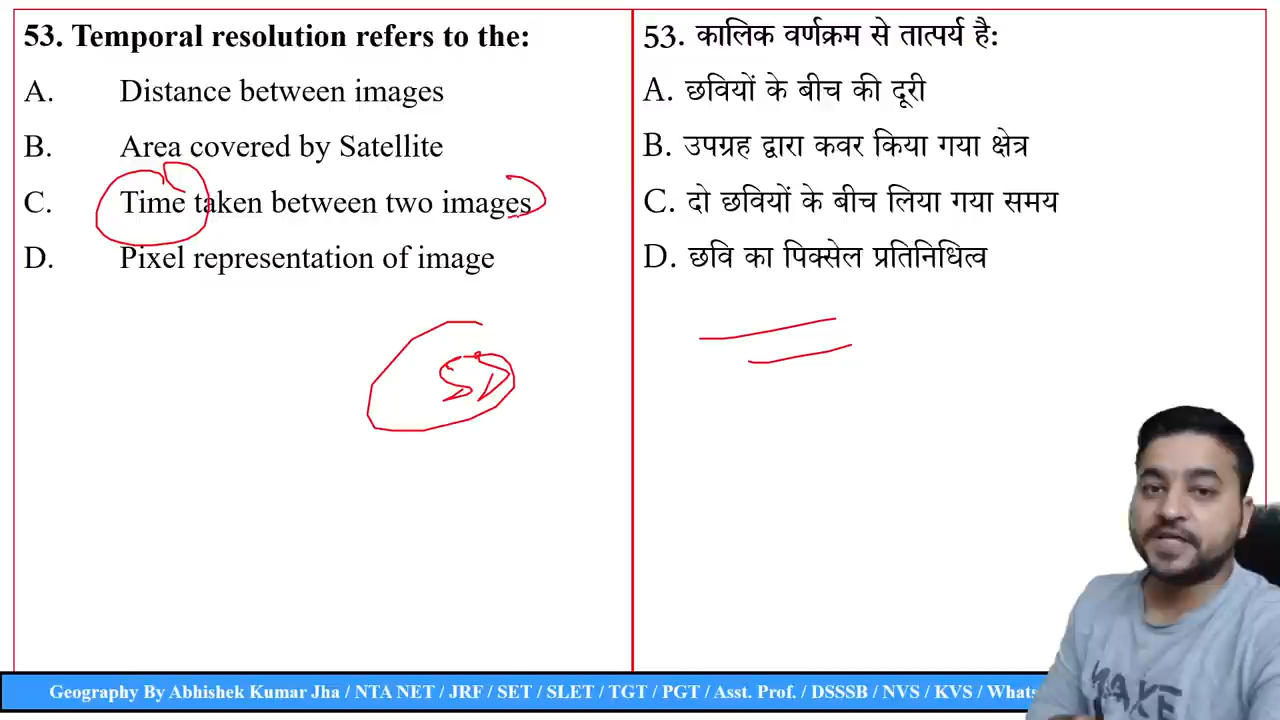 53. Temporal resolution refers to the:
A. Distance between images
B. Area covered by Satellite
C. Time taken between two images
D. Pixel representation of image
SD
53. कालिक वर्णक्रम से तात्पर्य है:
A. छवियों के बीच की दूरी
B. उपग्रह द्वारा कवर किया गया क्षेत्र
C. दो छवियों के बीच लिया गया समय
D. छवि का पिक्सेल प्रतिनिधित्व
MAKE
Geography By Abhishek Kumar Jha / NTA NET / JRF / SET / SLET / TGT / PGT / Asst. Prof. / DSSSB / NVS / KVS / Whats